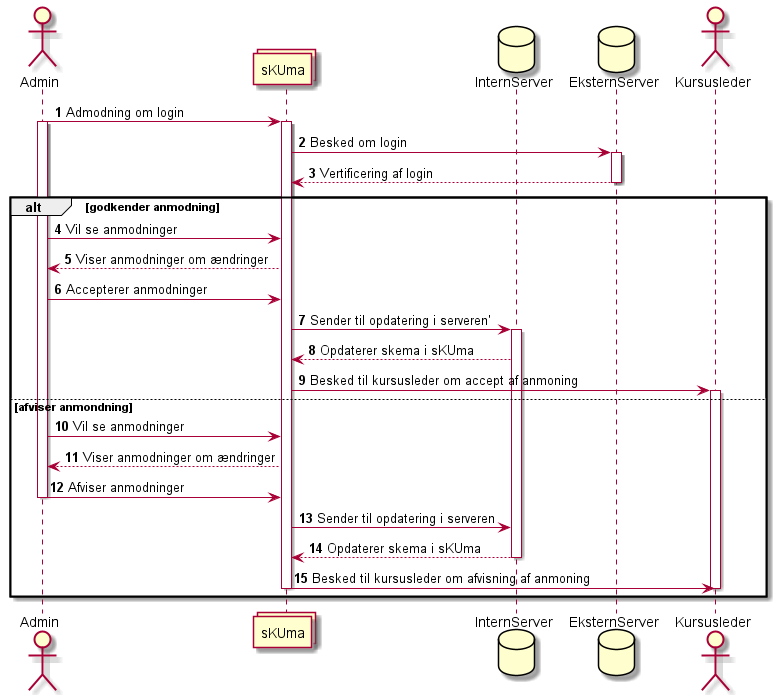 Admin
sKUma
InternServer
EksternServer
Kursusleder
1 Admodning om login
2 Besked om login
3 Vertificering af login
alt [godkender anmodning]
4 Vil se anmodninger
5 Viser anmodninger om ændringer
6 Accepterer anmodninger
7 Sender til opdatering i serveren'
8 Opdaterer skema i sKUma
9 Besked til kursusleder om accept af anmoning
[afviser anmondning]
10 Vil se anmodninger
11 Viser anmodninger om ændringer
12 Afviser anmodninger
13 Sender til opdatering i serveren
14 Opdaterer skema i sKUma
15 Besked til kursusleder om afvisning af anmoning
Admin
sKUma
InternServer
EksternServer
Kursusleder